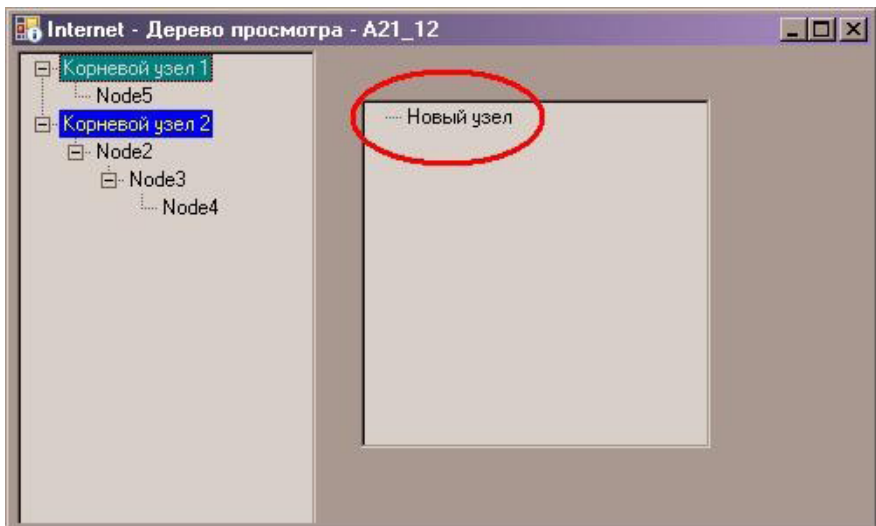 Internet - Дерево просмотра - A21_12
Корневой узел 1
Node5
Корневой узел 2
Node2
Node3
Node4
Новый узел